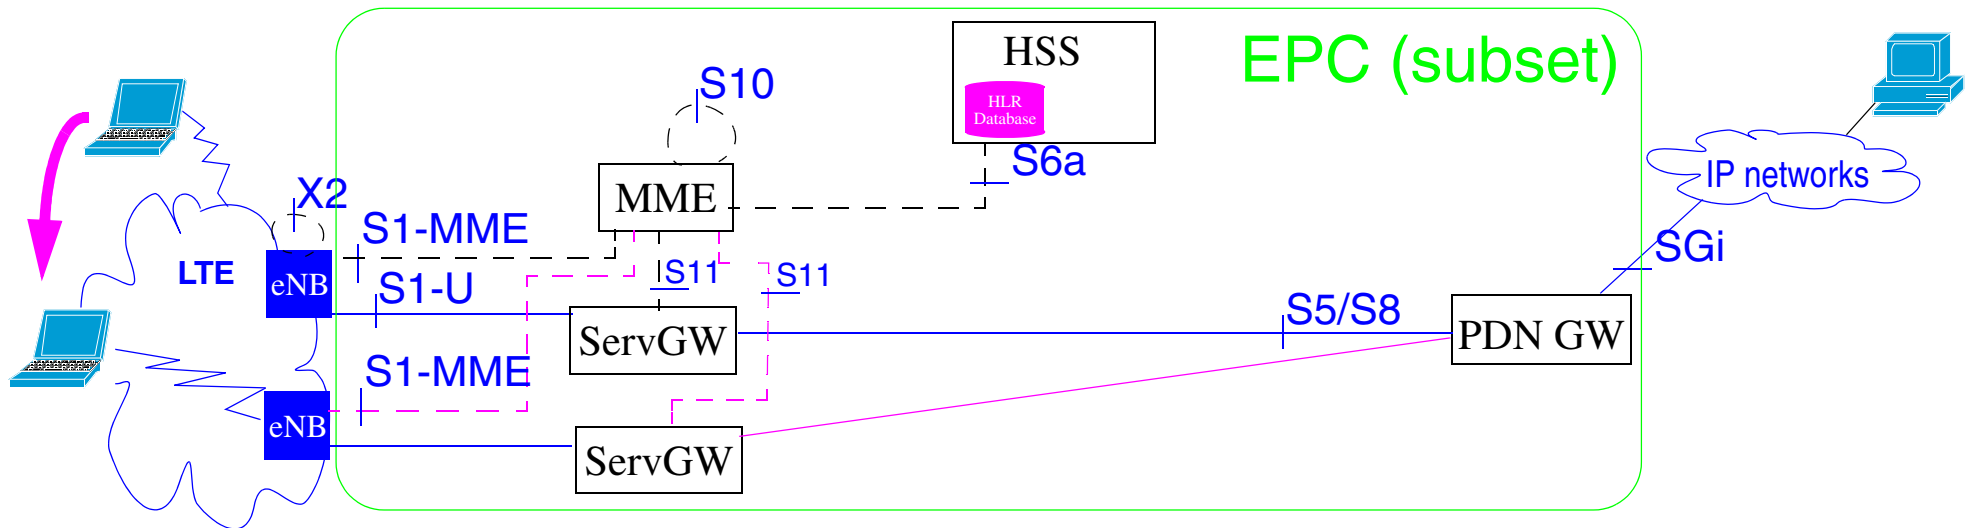 HSS
EPC (subset)
HLR
Database
S10
S6a
IP networks
MME
X2
S1-MME
SGi
LTE
eNB
S1-U
S11
S11
S5/S8
ServGW
PDN GW
S1-MME
eNB
ServGW